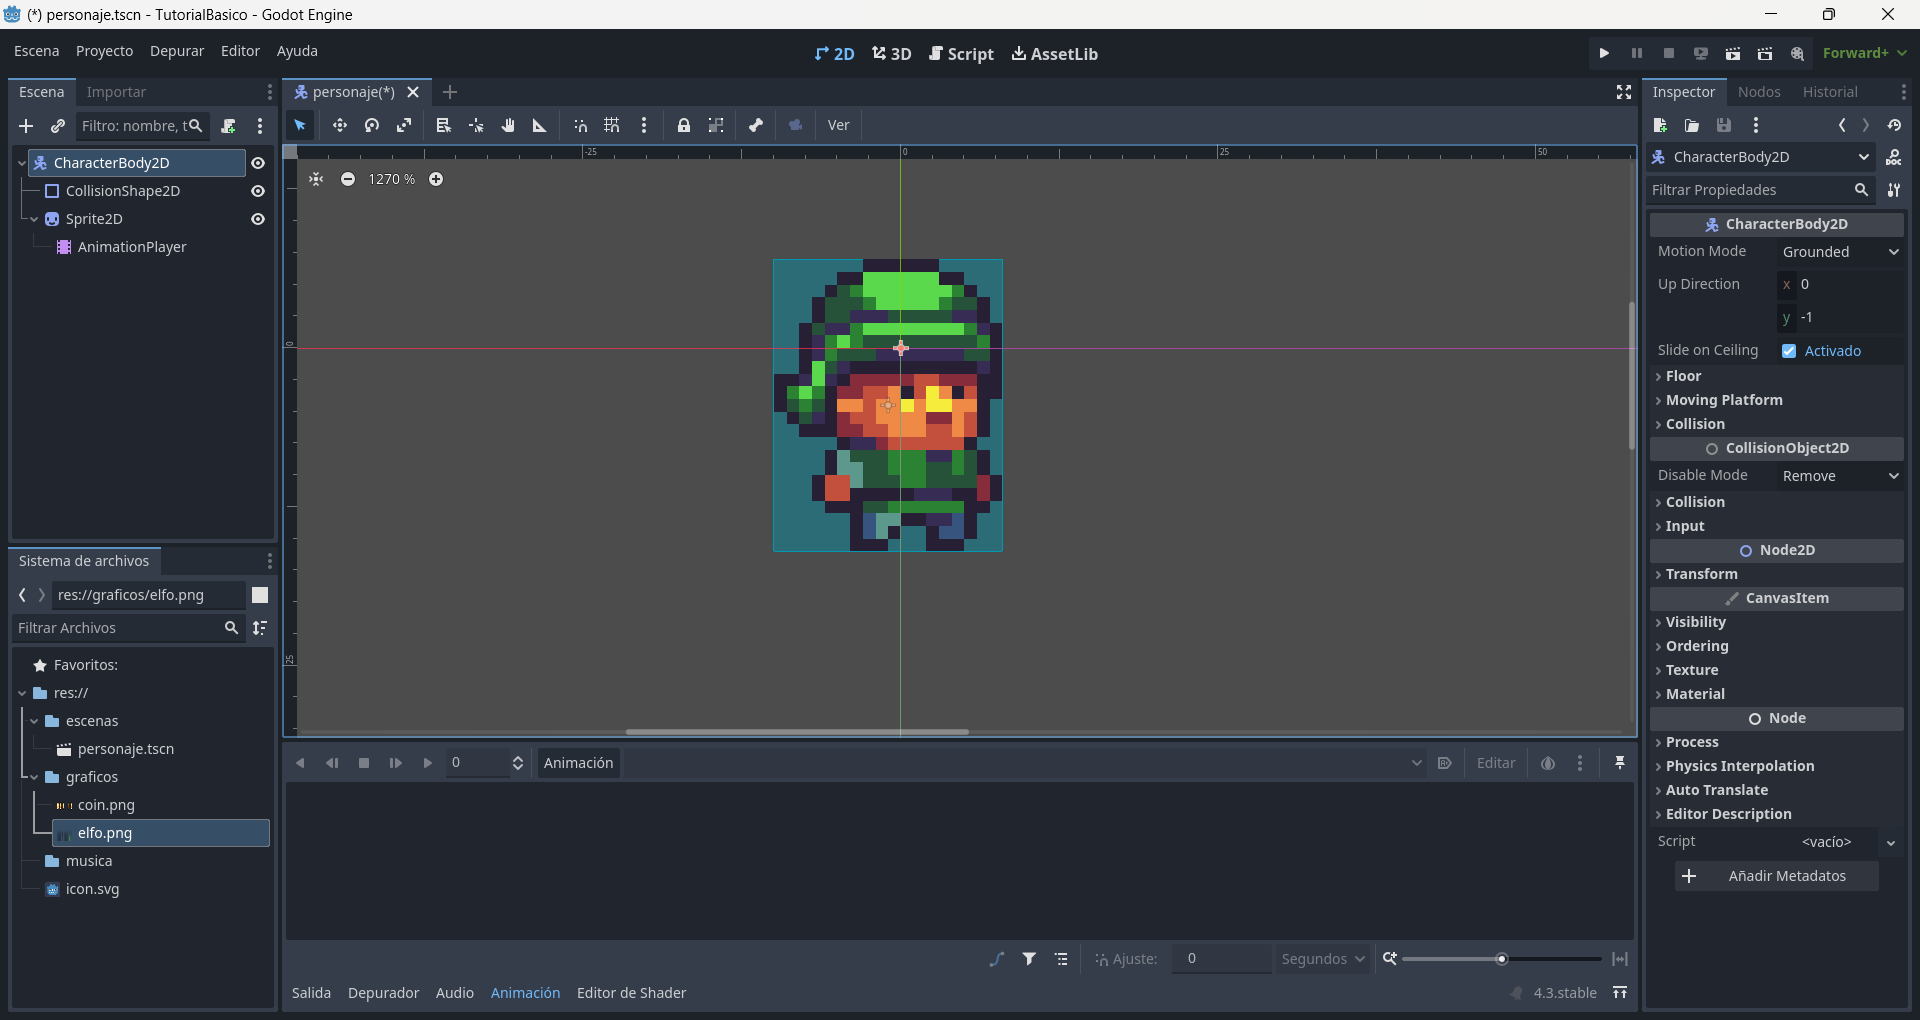 (*) personaje.tscn - TutorialBasico - Godot Engine
Escena Proyecto Depurar Editor Ayuda
2D 3D Script AssetLib
Forward+
Escena Importar
Filtro: nombre, t
CharacterBody2D
CollisionShape2D
Sprite2D
AnimationPlayer
Sistema de archivos
res://graficos/elfo.png
Filtrar Archivos
Favoritos:
res://
escenas
personaje.tscn
graficos
coin.png
elfo.png
musica
icon.svg
personaje(*)
Ver
-25 0 25 50
1270 %
0
25
0 Animación Editar
Ajuste: 0 Segundos
Salida Depurador Audio Animación Editor de Shader 4.3.stable
Inspector Nodos Historial
CharacterBody2D
Filtrar Propiedades
CharacterBody2D
Motion Mode Grounded
Up Direction x 0
y -1
Slide on Ceiling Activado
Floor
Moving Platform
Collision
CollisionObject2D
Disable Mode Remove
Collision
Input
Node2D
Transform
CanvasItem
Visibility
Ordering
Texture
Material
Node
Process
Physics Interpolation
Auto Translate
Editor Description
Script <vacío>
Añadir Metadatos